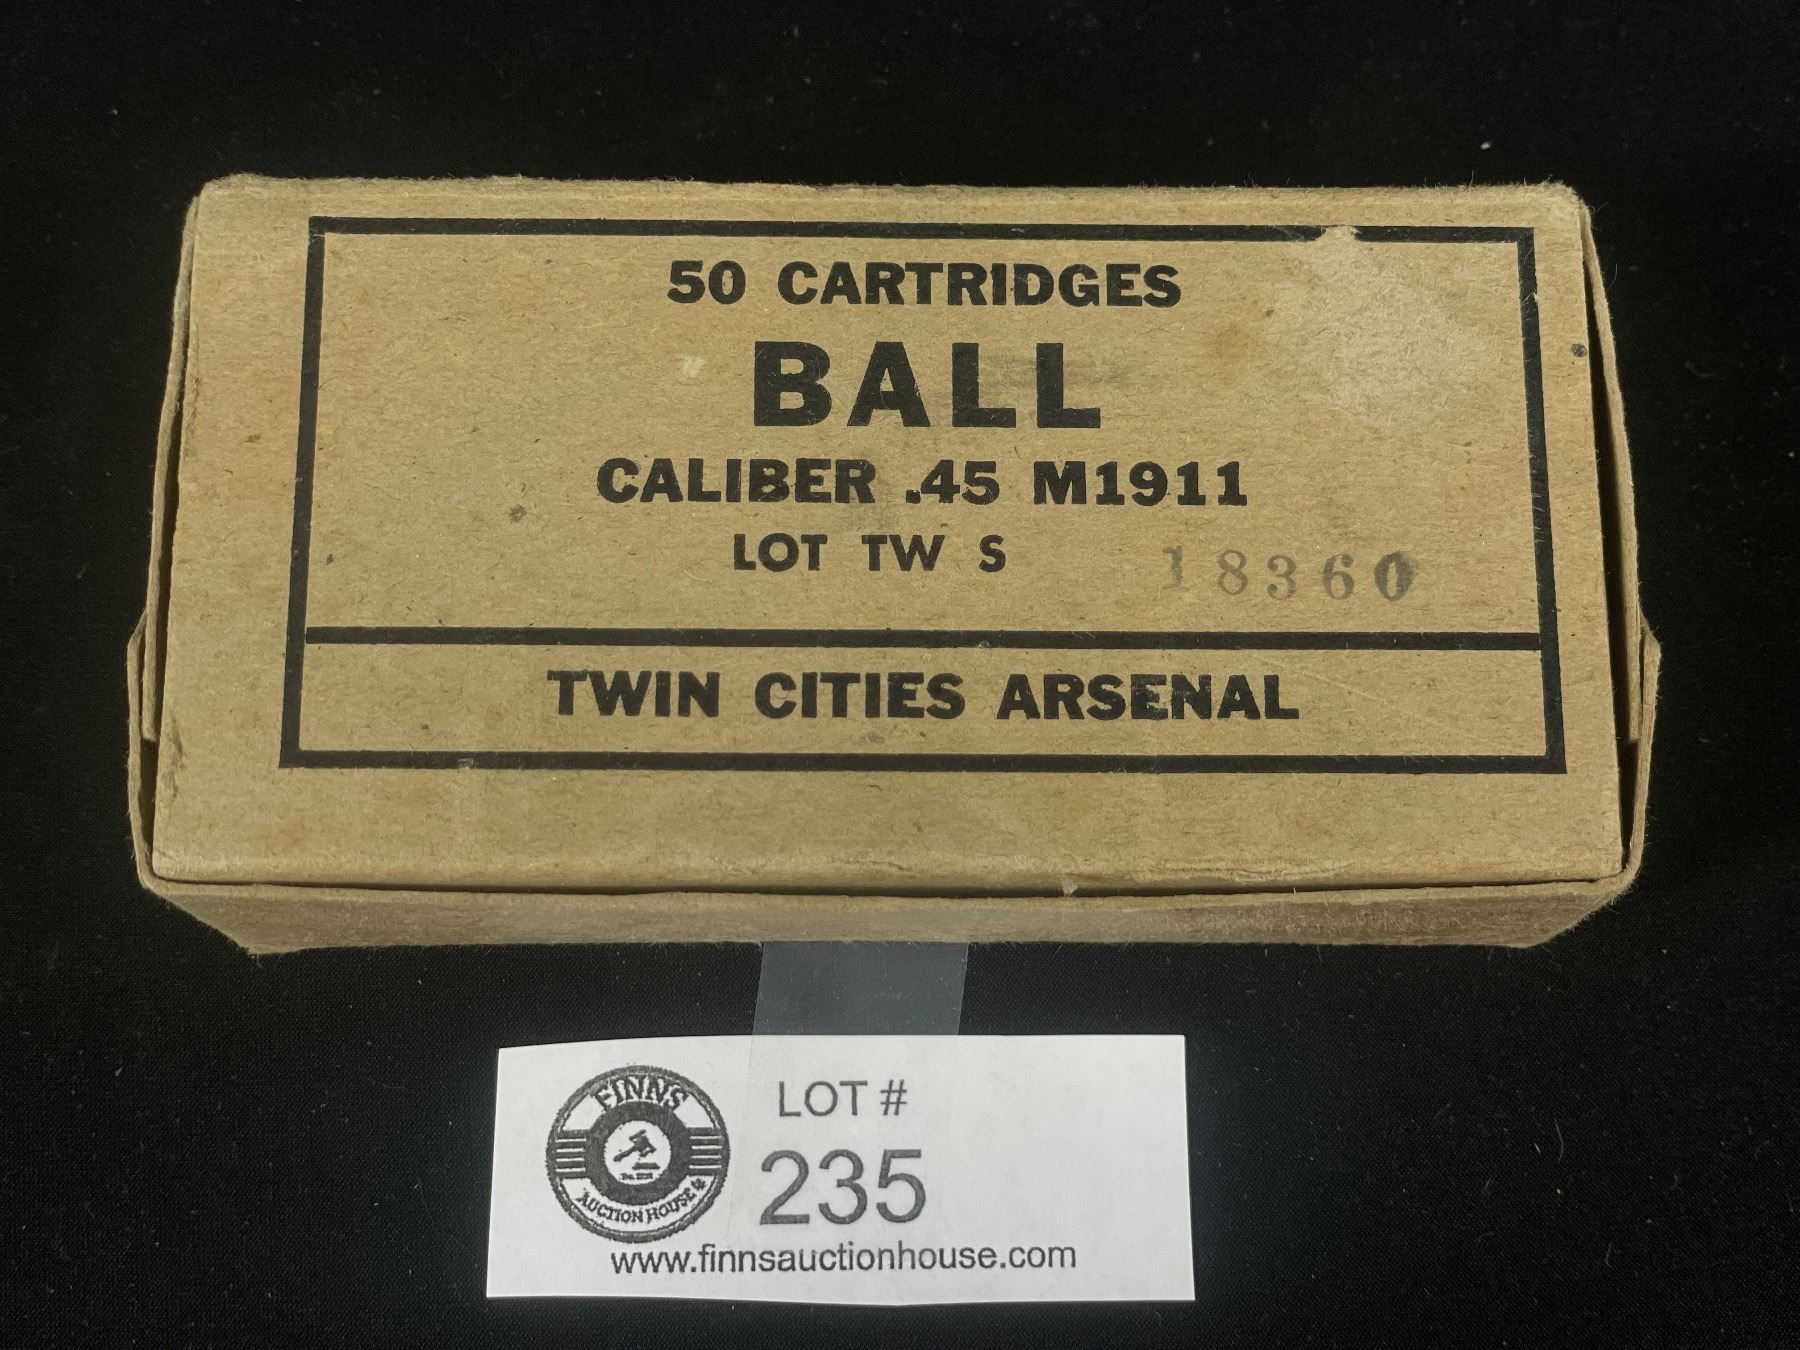 50 CARTRIDGES
BALL
CALIBER .45 M1911
LOT TW S 18360
TWIN CITIES ARSENAL
FINNS
AUCTION HOUSE
LOT #
235
www.finnsauctionhouse.com